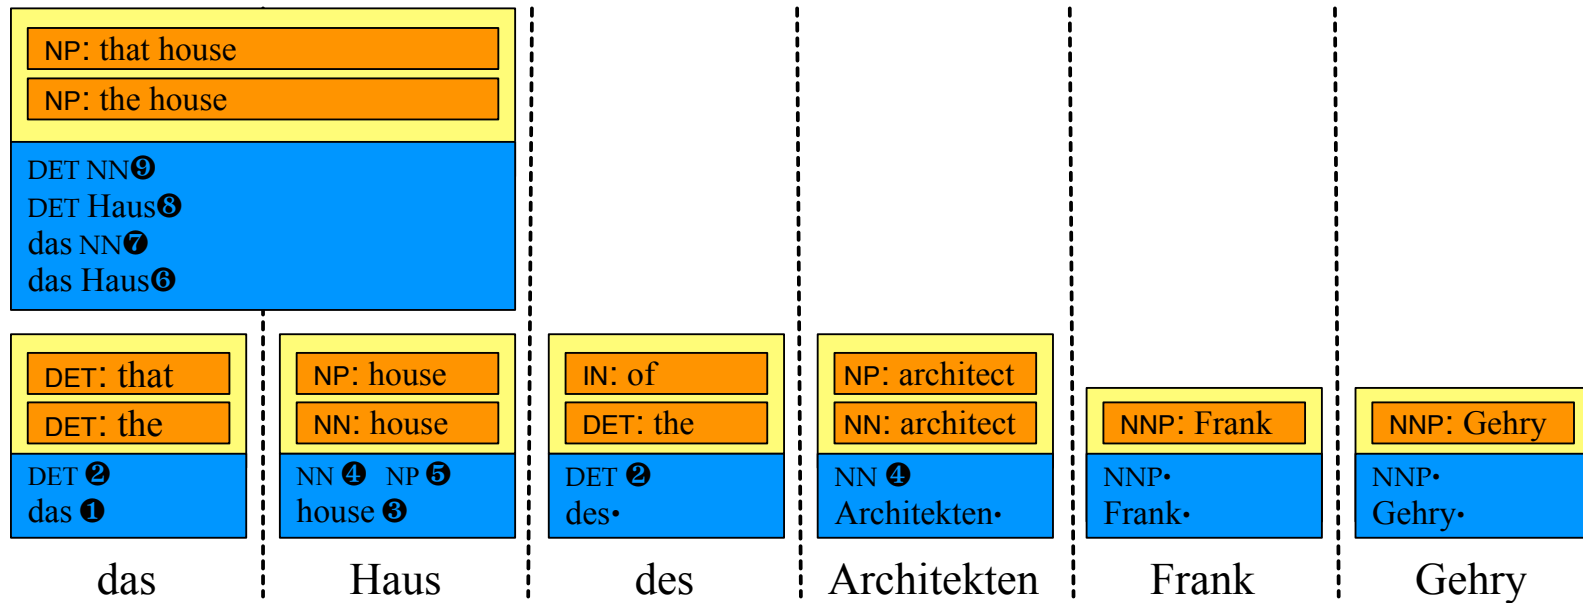 NP: that house
NP: the house
DET NN❾
DET Haus❽
das NN❼
das Haus❻
DET: that
DET: the
DET ❷
das ❶
NP: house
NN: house
NN ❹ NP ❺
house ❸
IN: of
DET: the
DET ❷
des•
NP: architect
NN: architect
NN ❹
Architekten•
NNP: Frank
NNP•
Frank•
NNP: Gehry
NNP•
Gehry•
das Haus des Architekten Frank Gehry